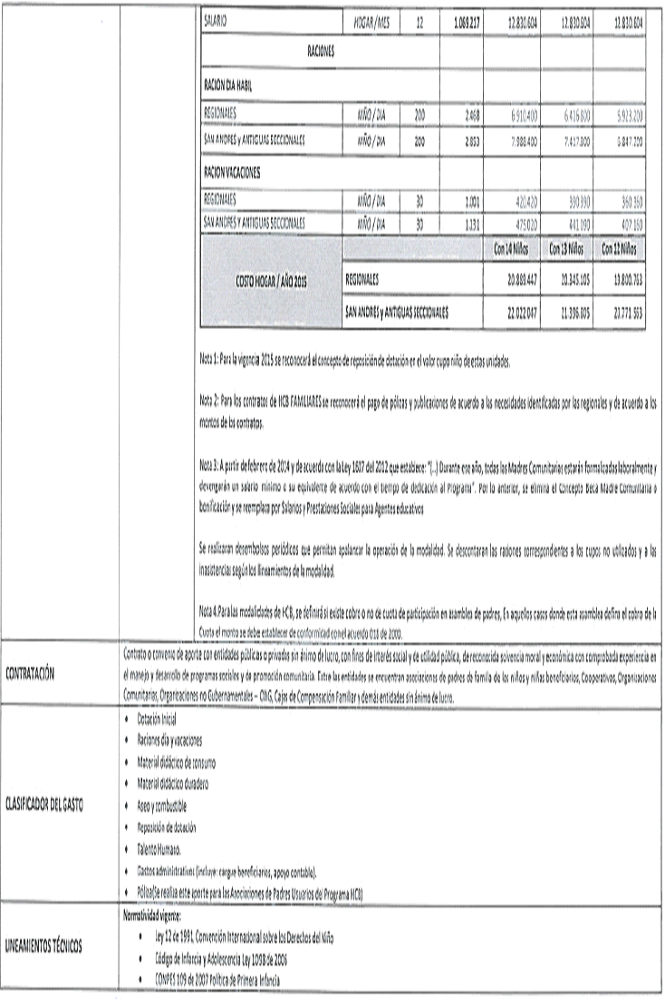 SALARIO HOGAR/MES 12 1.069.217 12.830.604 12.830.604 12.830.604
RACIONES
RACION DIA HABIL
REGIONALES NIÑO / DIA 200 2.468 6.910.400 6.416.800 5.923.200
SAN ANDRES y ANTIGUAS SECCIONALES NIÑO / DIA 200 2.853 7.988.400 7.417.800 6.847.200
RACION VACACIONES
REGIONALES NIÑO / DIA 30 1.001 420.420 390.390 360.360
SAN ANDRES Y ANTIGUAS SECCIONALES NIÑO / DIA 30 1.131 475.020 441.090 407.160
Con 14 Niños Con 13 Niños Con 12 Niños
COSTO HOGAR / AÑO 2015
REGIONALES 20.889.447 20.345.105 19.800.763
SAN ANDRES y ANTIGUAS SECCIONALES 22.022.047
Nota 1: Para la vigencia 2015 se reconocerá el concepto de reposición de dotación en el valor cupo niño de estas unidades.
Nota 2: Para los contratos de HCB FAMILIARES se reconocerá el pago de pólizas y publicaciones de acuerdo a las necesidades identificadas por las regionales y de acuerdo a los
montos de los contratos.
Nota 3: A partir de febrero de 2014 y de acuerdo con la Ley 1607 del 2012 que establece: "(...) Durante ese año, todas las Madres Comunitarias estarán formalizadas laboralmente y
devengarán un salario mínimo o su equivalente de acuerdo con el tiempo de dedicación al Programa". Por lo anterior, se elimina el Concepto Beca Madre Comunitaria o
bonificación y se reemplaza por Salarios y Prestaciones Sociales para Agentes educativos
Se realizaran desembolsos periódicos que permitan apalancar la operación de la modalidad. Se descontaran las raciones correspondientes a los cupos no utilizados y a las
inasistencias según los lineamientos de la modalidad.
Nota 4.Para las modalidades de HCB, se definirá si existe cobro o no de cuota de participación en asamblea de padres, En aquellos casos donde esta asamblea defina el cobro de la
Cuota el monto se debe establecer de conformidad con el acuerdo 018 de 2000.
CONTRATACIÓN
Contrato o convenio de aporte con entidades públicas o privadas sin ánimo de lucro, con fines de interés social y de utilidad pública, de reconocida solvencia moral y económica con comprobada experiencia en
el manejo y desarrollo de programas sociales y de promoción comunitaria. Entre las entidades se encuentran asociaciones de padres de familia de los niños y niñas beneficiarios, Cooperativos, Organizaciones
Comunitarias, Organizaciones no Gubernamentales – ONG, Cajas de Compensación Familiar y demás entidades sin ánimo de lucro.
CLASIFICADOR DEL GASTO
• Dotación Inicial
• Raciones día y vacaciones
• Material didáctico de consumo
• Material didáctico duradero
• Aseo y combustible
• Reposición de dotación
• Talento Humano.
• Gastos administrativos (incluye: cargue beneficiarios, apoyo contable).
• Póliza(Se realiza este aporte para las Asociaciones de Padres Usuarios del Programa HCB)
LINEAMIENTOS TÉCNICOS
Normatividad vigente:
• Ley 12 de 1991, Convención Internacional sobre los Derechos del Niño
• Código de Infancia y Adolescencia Ley 1098 de 2006
• CONPES 109 de 2007 Política de Primera Infancia